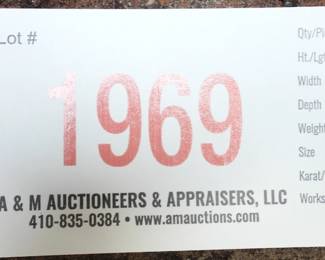 Lot #
1969
A & M AUCTIONEERS & APPRAISERS, LLC
410-835-0384 • www.amauctions.com
Qty/Pi
Ht./Lgt
Width
Depth
Weight
Size
Karat/
Works